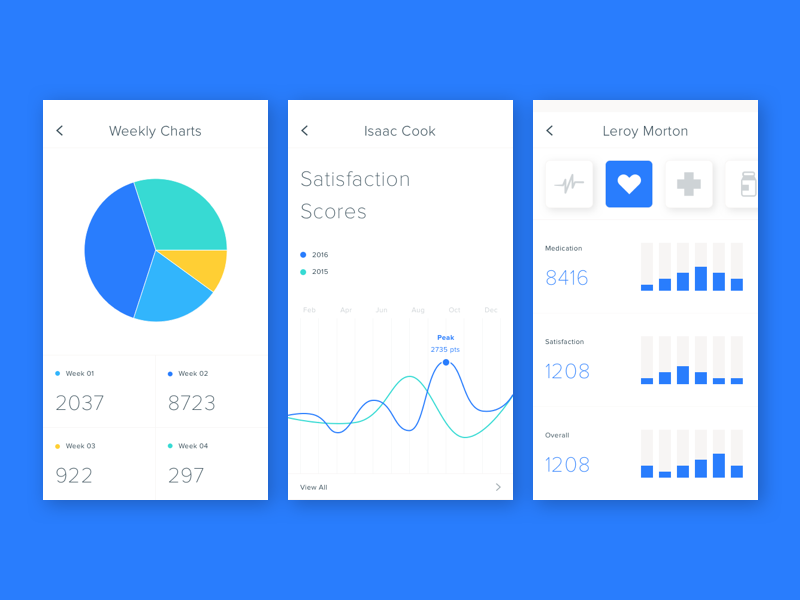 Weekly Charts
Week 01
Week 02
2037
8723
Week 03
Week 04
922
297
Isaac Cook
Satisfaction
Scores
2016
2015
Feb Apr Jun Aug Oct Dec
Peak
2735 pts
View All
Leroy Morton
Medication
8416
Satisfaction
1208
Overall
1208